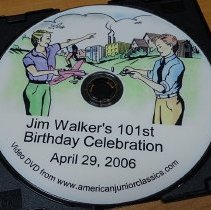 Jim Walker's 101st
Birthday Celebration
April 29, 2006
Video DVD from www.americanjuniorclassics.com